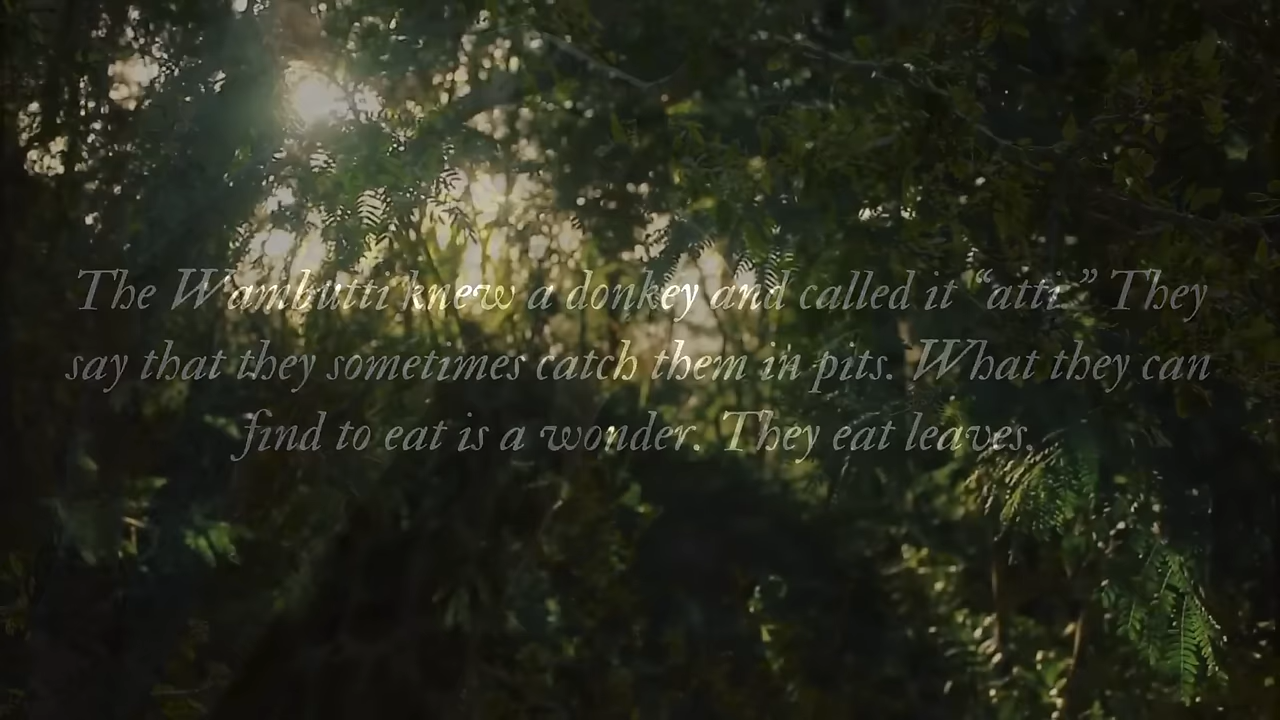 The Wambutti knew a donkey and called it “atti.” They
say that they sometimes catch them in pits. What they can
find to eat is a wonder. They eat leaves.